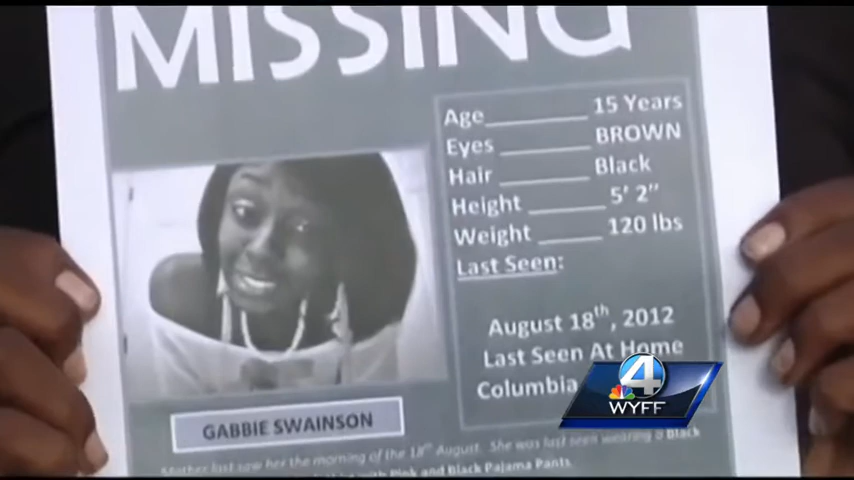 MISSING
Age 15 Years
Eyes BROWN
Hair Black
Height 5' 2"
Weight 120 lbs
Last Seen:
August 18th, 2012
Last Seen At Home
Columbia
GABBIE SWAINSON
Mother last saw her the morning of the 18th August. She was last seen wearing a Black
with Pink and Black Pajama Pants.
4
WYFF